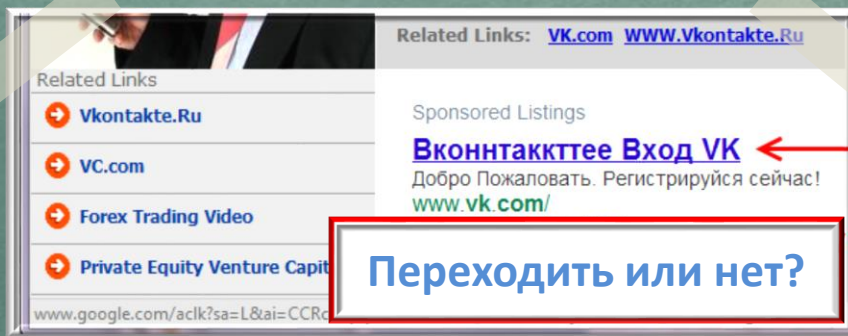 Related Links: VK.com WWW.Vkontakte.Ru
Related Links
Vkontakte.Ru
VC.com
Forex Trading Video
Private Equity Venture Capit
www.google.com/aclk?sa=L&ai=CCRc
Sponsored Listings
Вконнтаккттее Вход VK
Добро Пожаловать. Регистрируйся сейчас!
www.vk.com/
Переходить или нет?